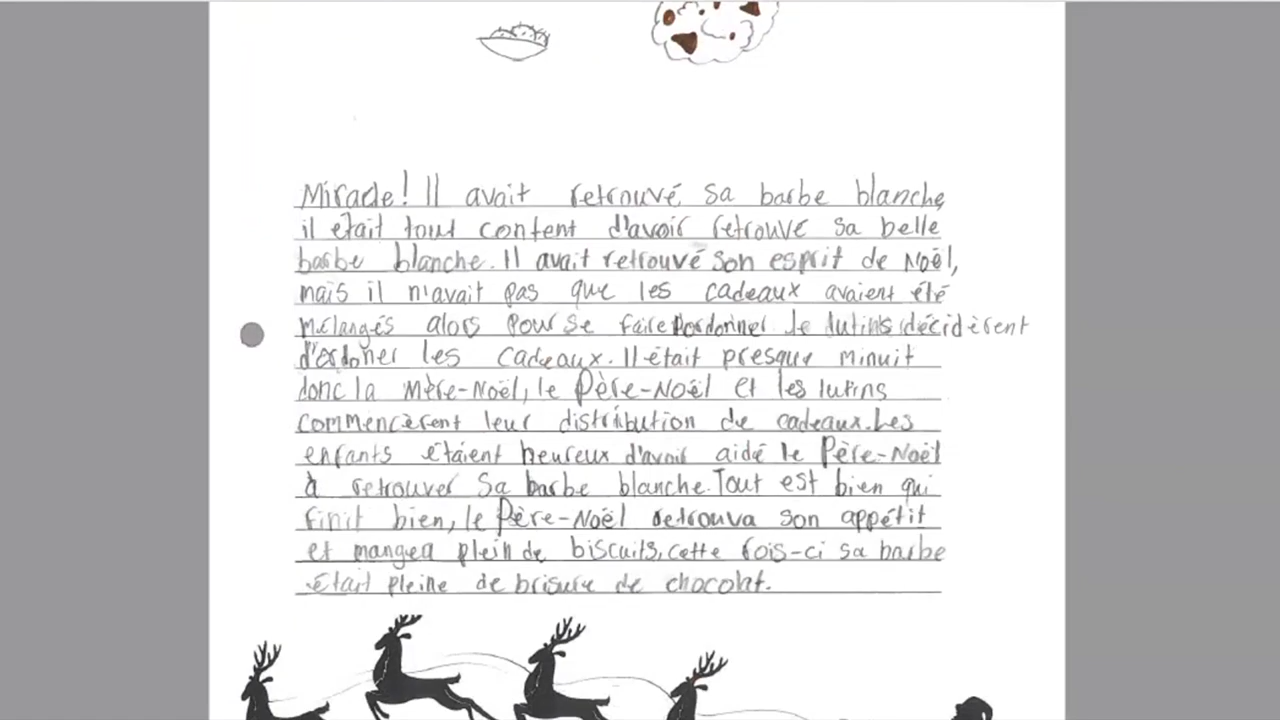 Miracle! Il avait retrouvé sa barbe blanche,
il était tout content d'avoir retrouvé sa belle
barbe blanche. Il avait retrouvé son esprit de Noël,
mais il n'avait pas que les cadeaux avaient été
mélangés alors pour se faire pardonner le lutins décidèrent
d'ordoner les cadeaux. Il était presque minuit
donc la Mère-Noël, le Père-Noël et les lutins
commencèrent leur distribution de cadeaux. Les
enfants étaient heureux d'avoir aidé le Père-Noël
à retrouver sa barbe blanche. Tout est bien qui
finit bien, le Père-Noël retrouva son appétit
et mangea plein de biscuits, cette fois-ci sa barbe
était pleine de brisure de chocolat.